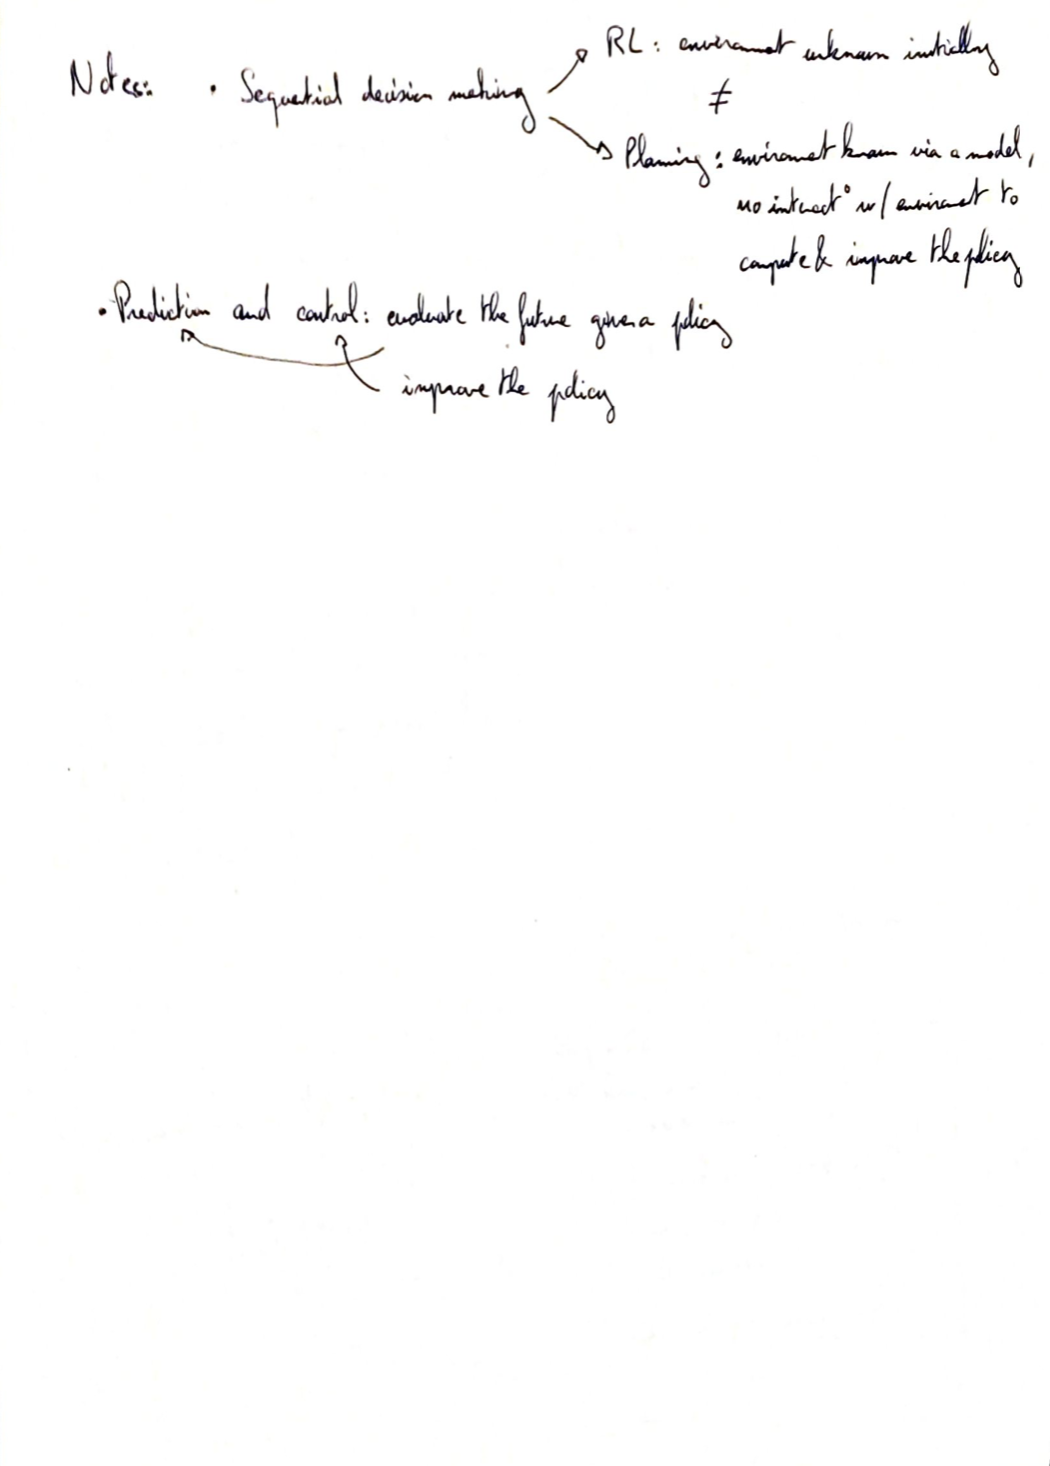 RL: environment unknown initially
Notes: • Sequential decision making
≠
Planning: environment known via a model,
no interact° w/ environment to
compute & improve the policy
• Prediction and control: evaluate the future given a policy
improve the policy